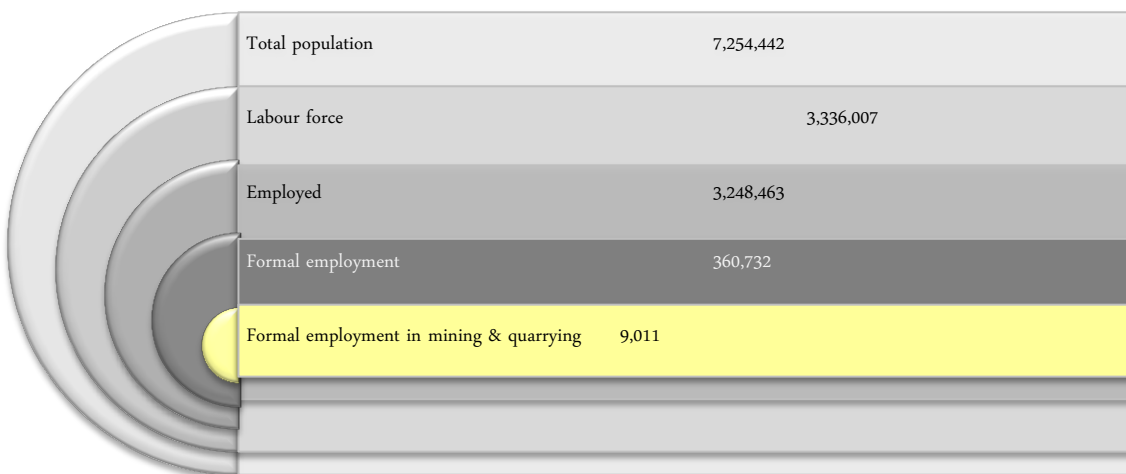 Total population 7,254,442
Labour force 3,336,007
Employed 3,248,463
Formal employment 360,732
Formal employment in mining & quarrying 9,011